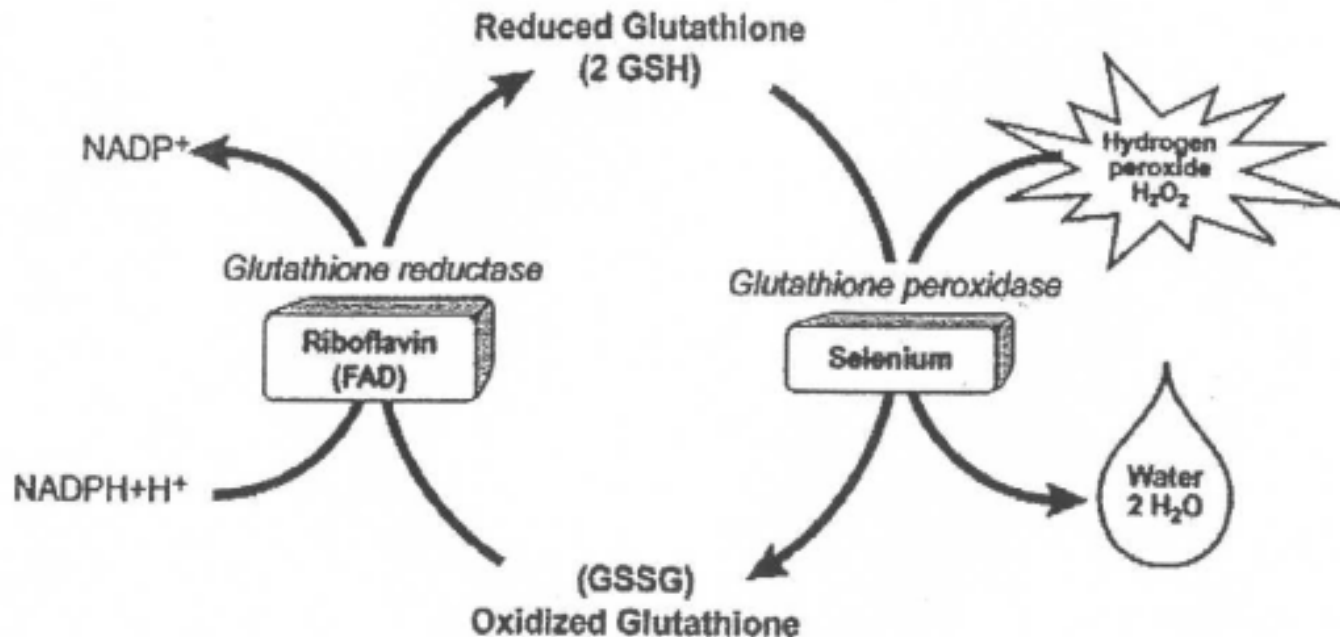 Reduced Glutathione
(2 GSH)
NADP⁺
Hydrogen
peroxide
H₂O₂
Glutathione reductase
Glutathione peroxidase
Riboflavin
(FAD)
Selenium
NADPH+H⁺
Water
2 H₂O
(GSSG)
Oxidized Glutathione